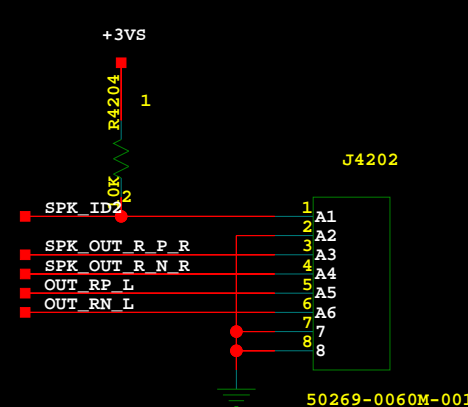 +3VS
R4204
1
10K
2
J4202
SPK_ID2
1
A1
2
A2
SPK_OUT_R_P_R
3
A3
SPK_OUT_R_N_R
4
A4
OUT_RP_L
5
A5
OUT_RN_L
6
A6
7
7
8
8
50269-0060M-001